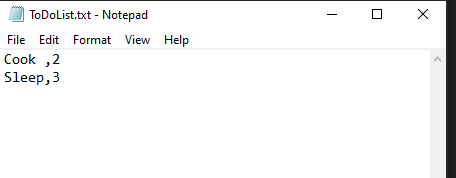 ToDoList.txt - Notepad
File Edit Format View Help
Cook ,2
Sleep,3